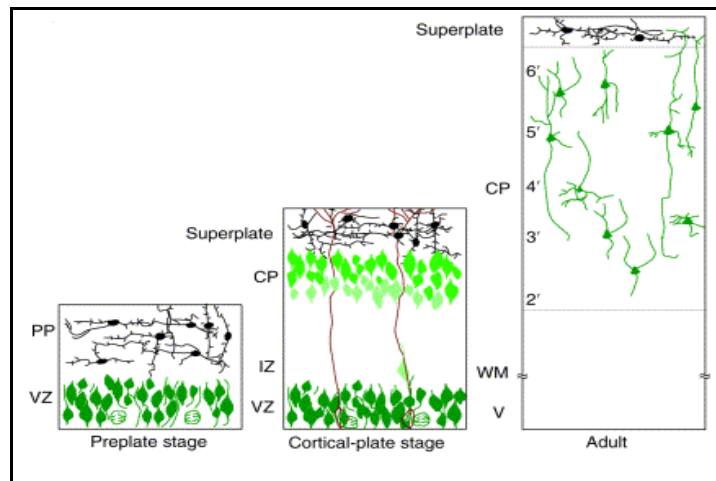 Superplate
6'
5'
CP
4'
3'
2'
WM
V
Adult
Superplate
CP
IZ
VZ
Cortical-plate stage
PP
VZ
Preplate stage